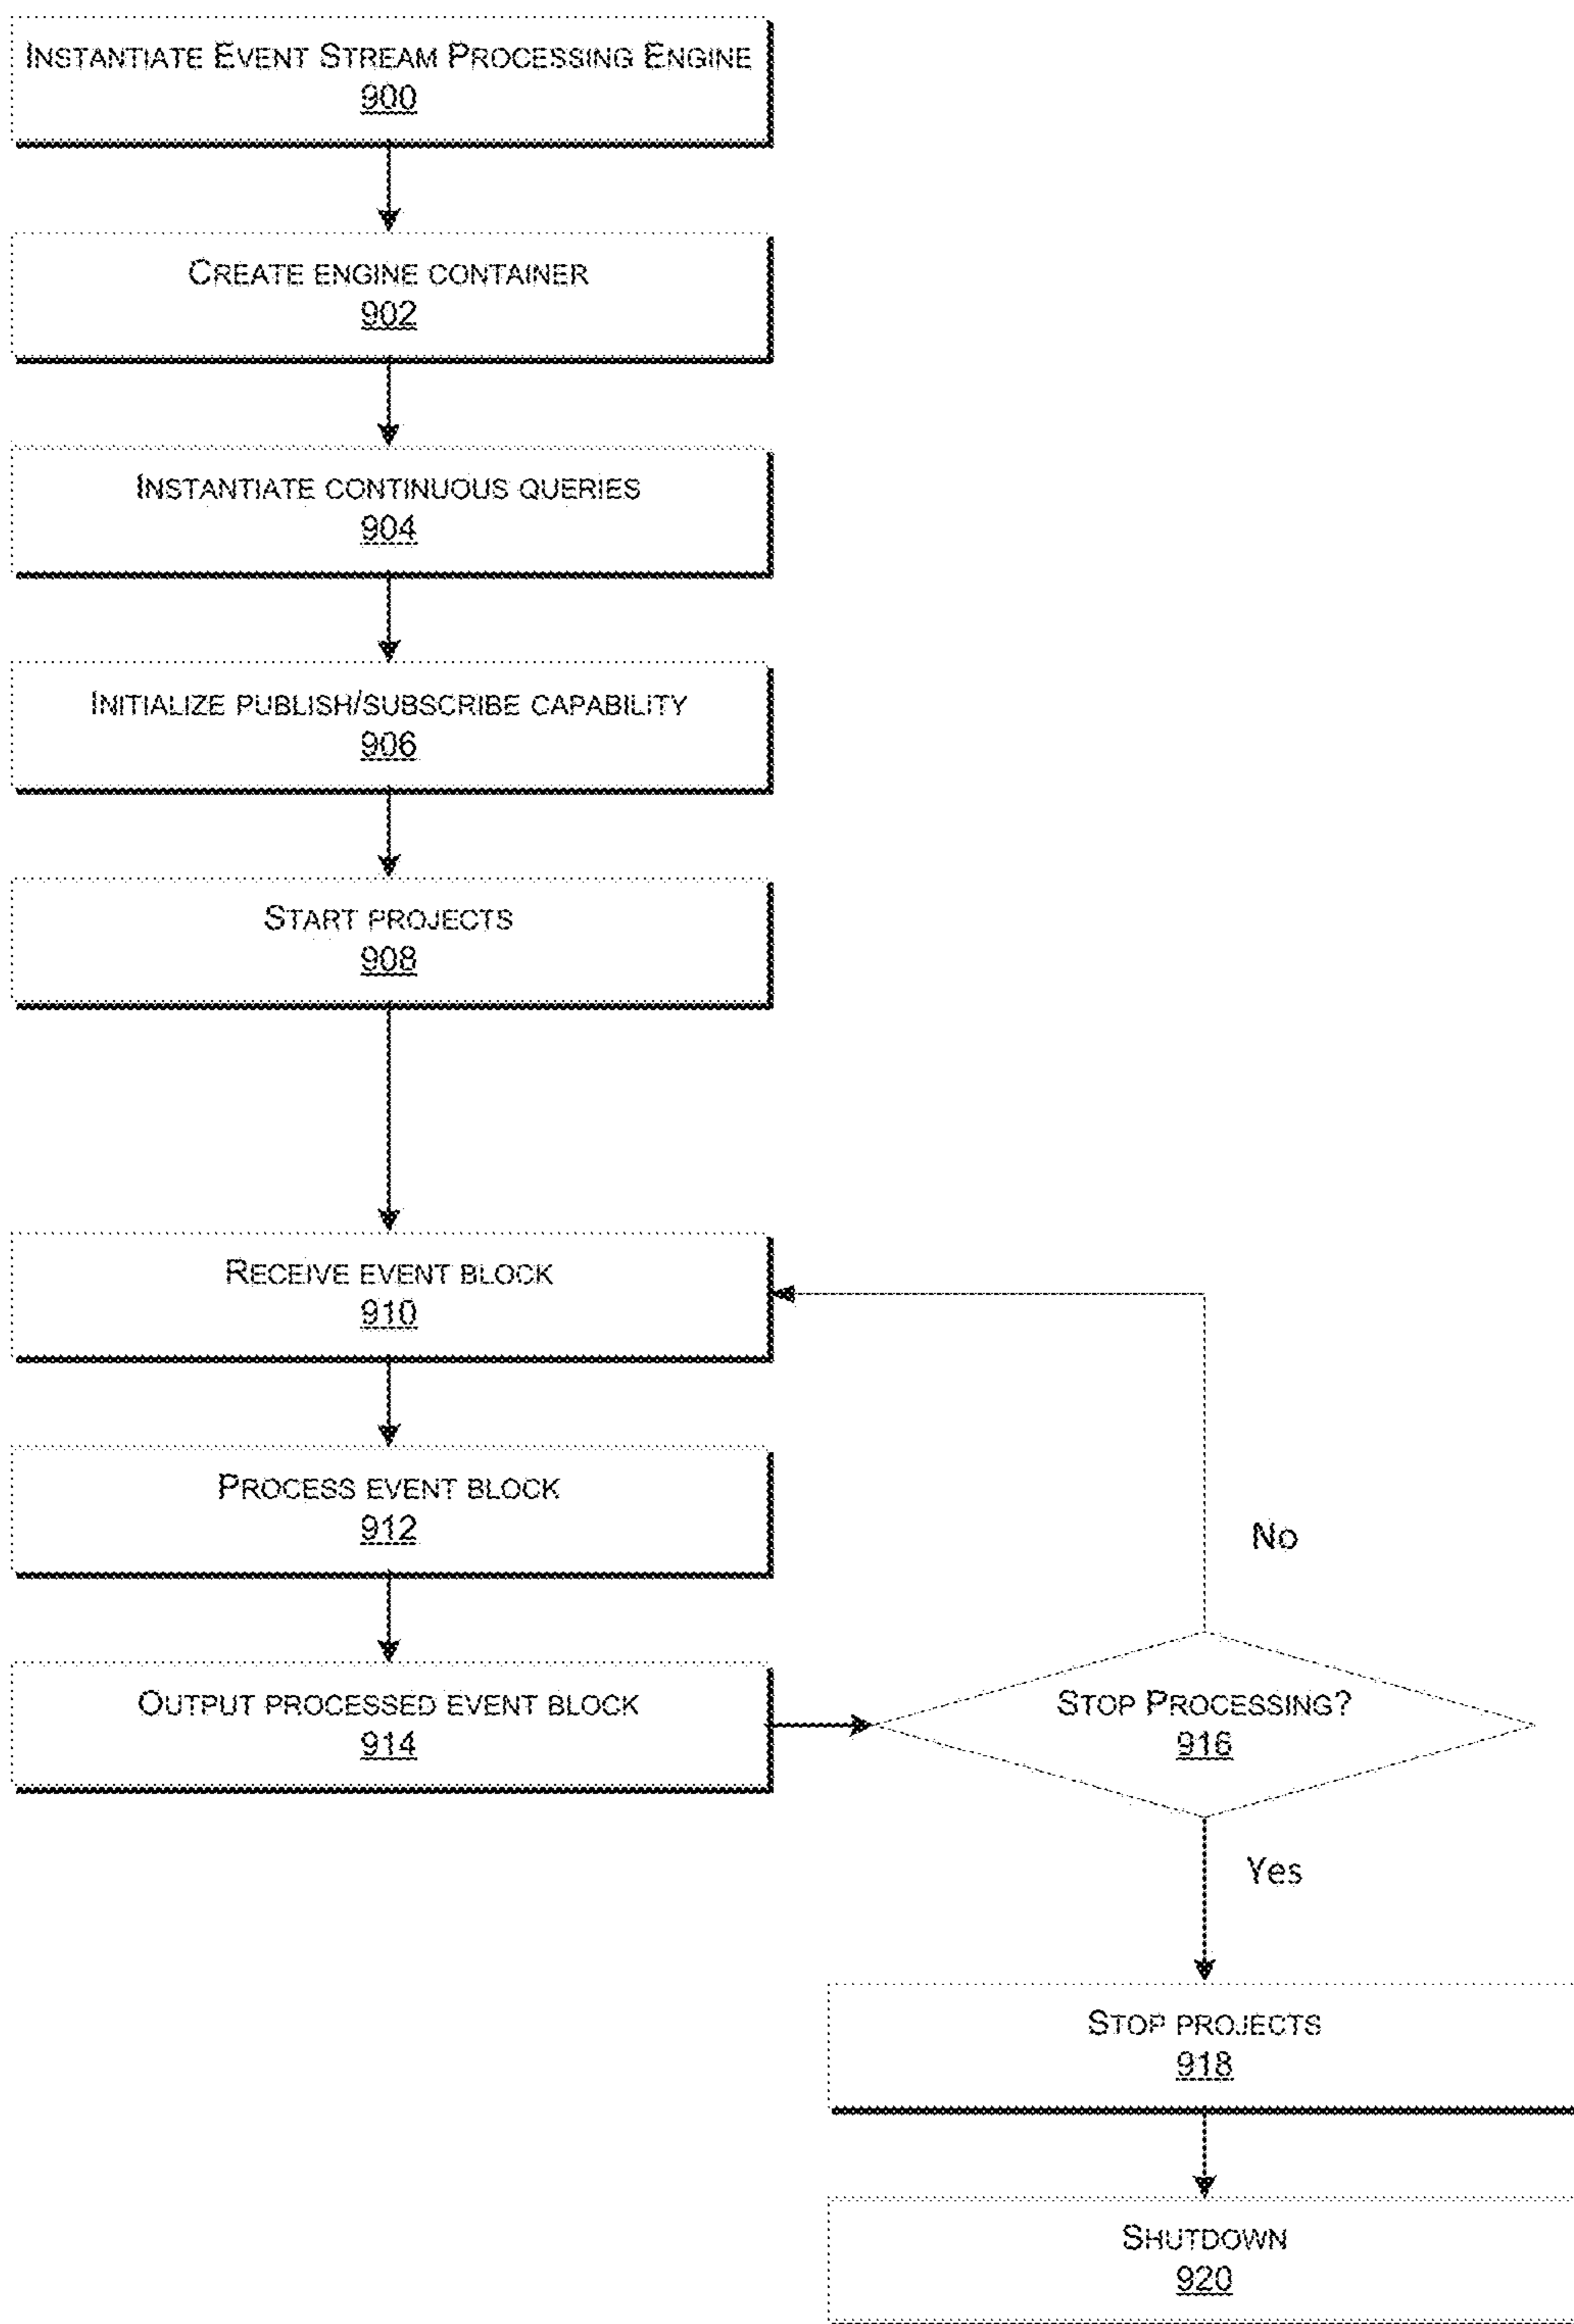 INSTANTIATE EVENT STREAM PROCESSING ENGINE
900
CREATE ENGINE CONTAINER
902
INSTANTIATE CONTINUOUS QUERIES
904
INITIALIZE PUBLISH/SUBSCRIBE CAPABILITY
906
START PROJECTS
908
RECEIVE EVENT BLOCK
910
PROCESS EVENT BLOCK
912
No
OUTPUT PROCESSED EVENT BLOCK
914
STOP PROCESSING?
916
Yes
STOP PROJECTS
918
SHUTDOWN
920